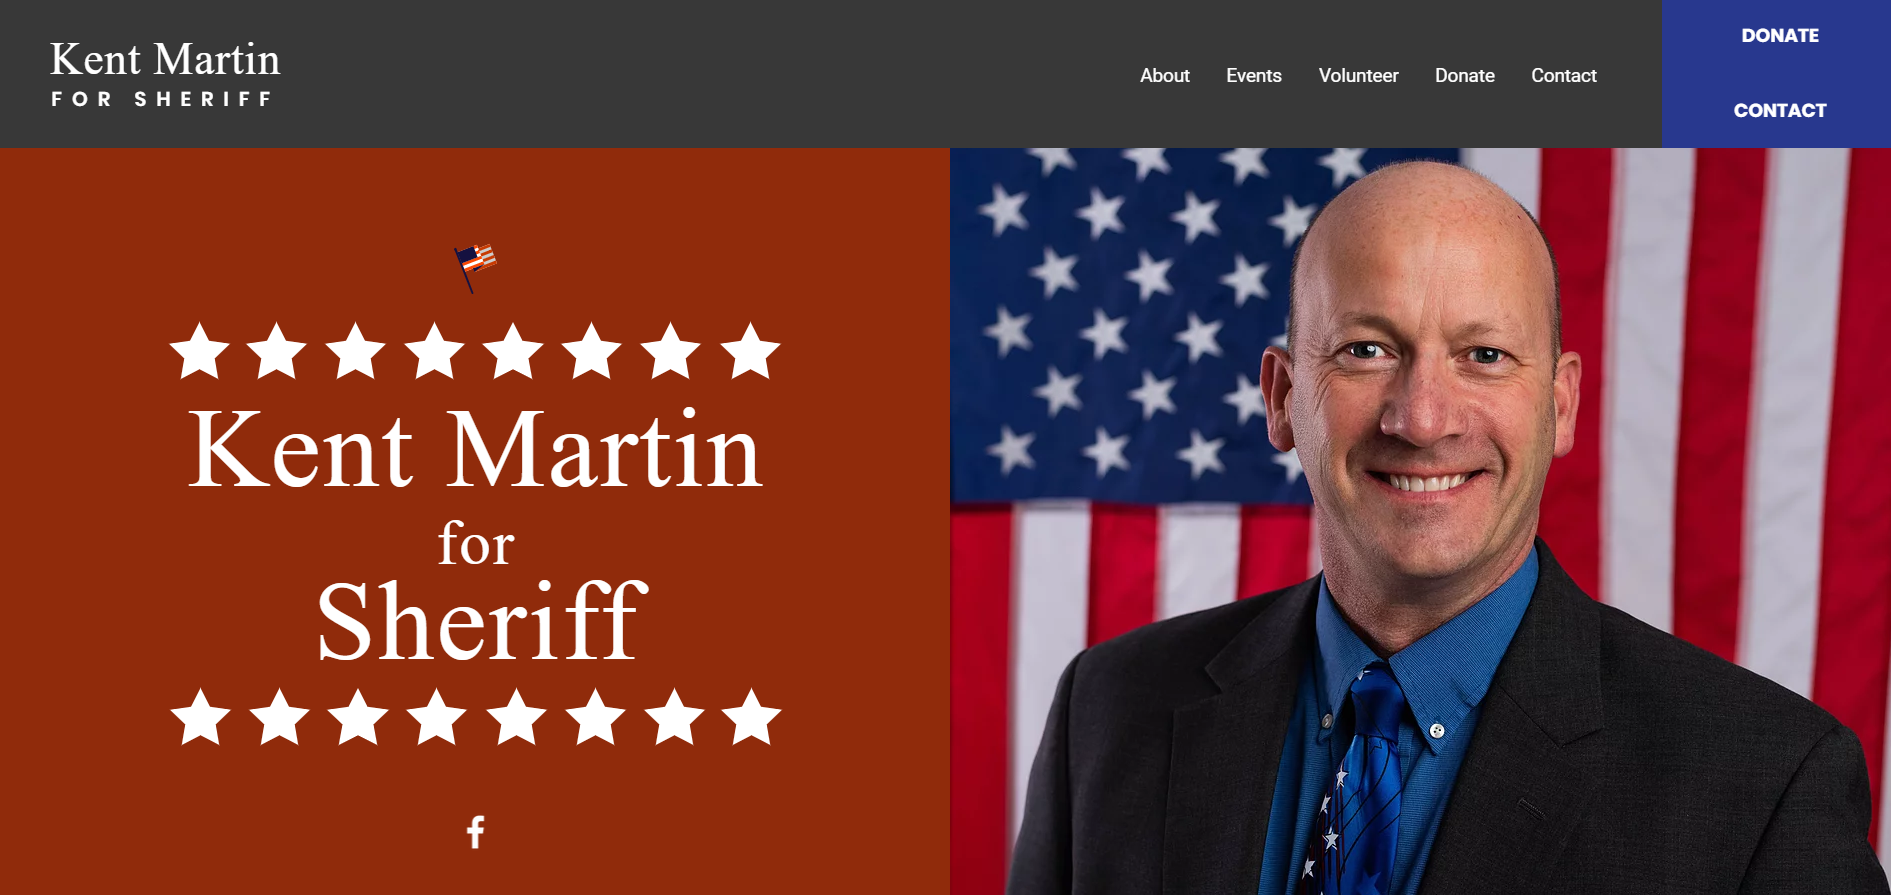 Kent Martin
FOR SHERIFF
About Events Volunteer Donate Contact
DONATE
CONTACT
Kent Martin
for
Sheriff
f